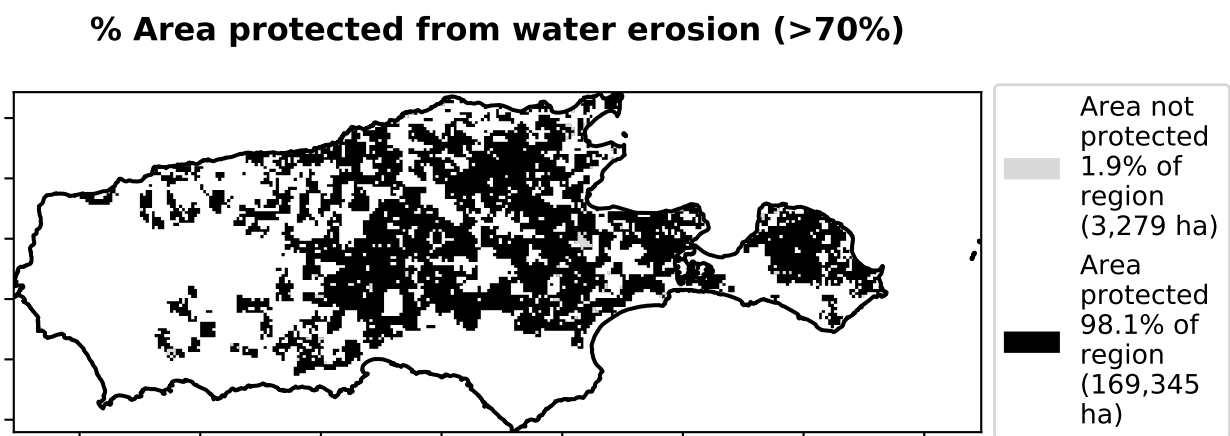 % Area protected from water erosion (>70%)
Area not
protected
1.9% of
region
(3,279 ha)
Area
protected
98.1% of
region
(169,345
ha)